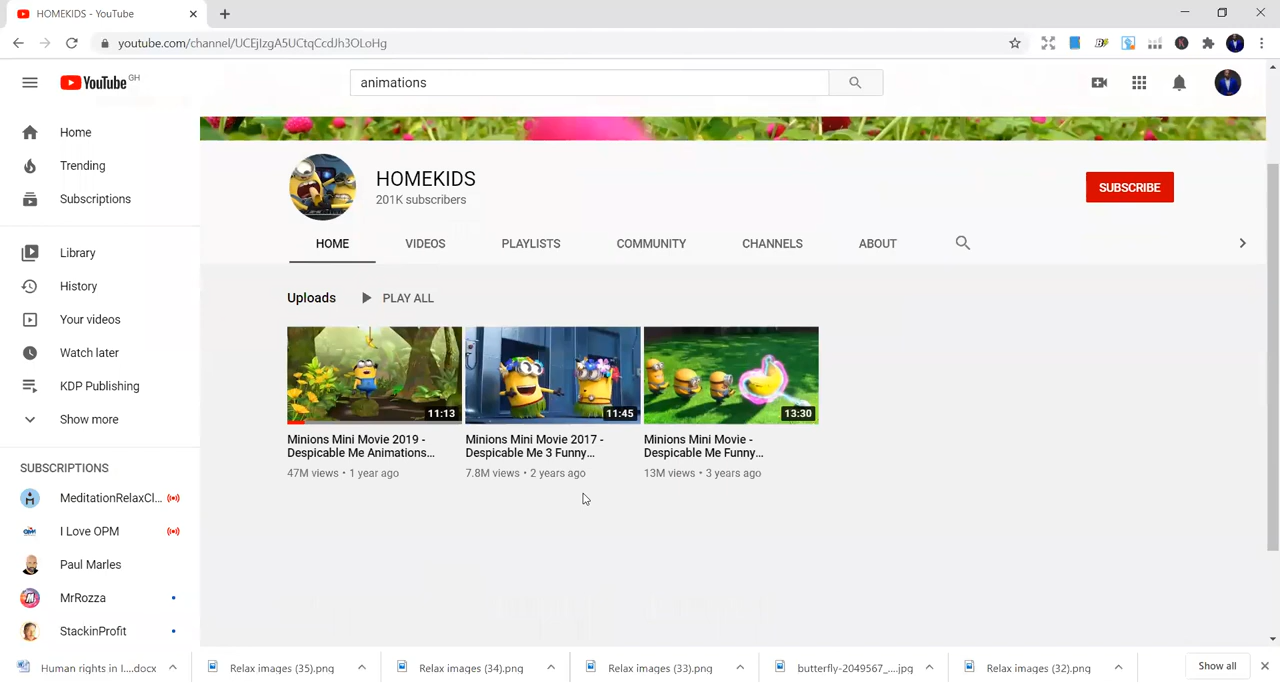 HOMEKIDS - YouTube
youtube.com/channel/UCEjIzgA5UCtqCcdJh3OLoHg
YouTube GH
animations
Home
Trending
Subscriptions
Library
History
Your videos
Watch later
KDP Publishing
Show more
SUBSCRIPTIONS
MeditationRelaxCl...
I Love OPM
Paul Marles
MrRozza
StackinProfit
HOMEKIDS
201K subscribers
SUBSCRIBE
HOME VIDEOS PLAYLISTS COMMUNITY CHANNELS ABOUT
Uploads PLAY ALL
11:13 11:45 13:30
Minions Mini Movie 2019 -
Despicable Me Animations...
47M views • 1 year ago
Minions Mini Movie 2017 -
Despicable Me 3 Funny...
7.8M views • 2 years ago
Minions Mini Movie -
Despicable Me Funny...
13M views • 3 years ago
Human rights in I....docx Relax images (35).png Relax images (34).png Relax images (33).png butterfly-2049567_....jpg Relax images (32).png Show all